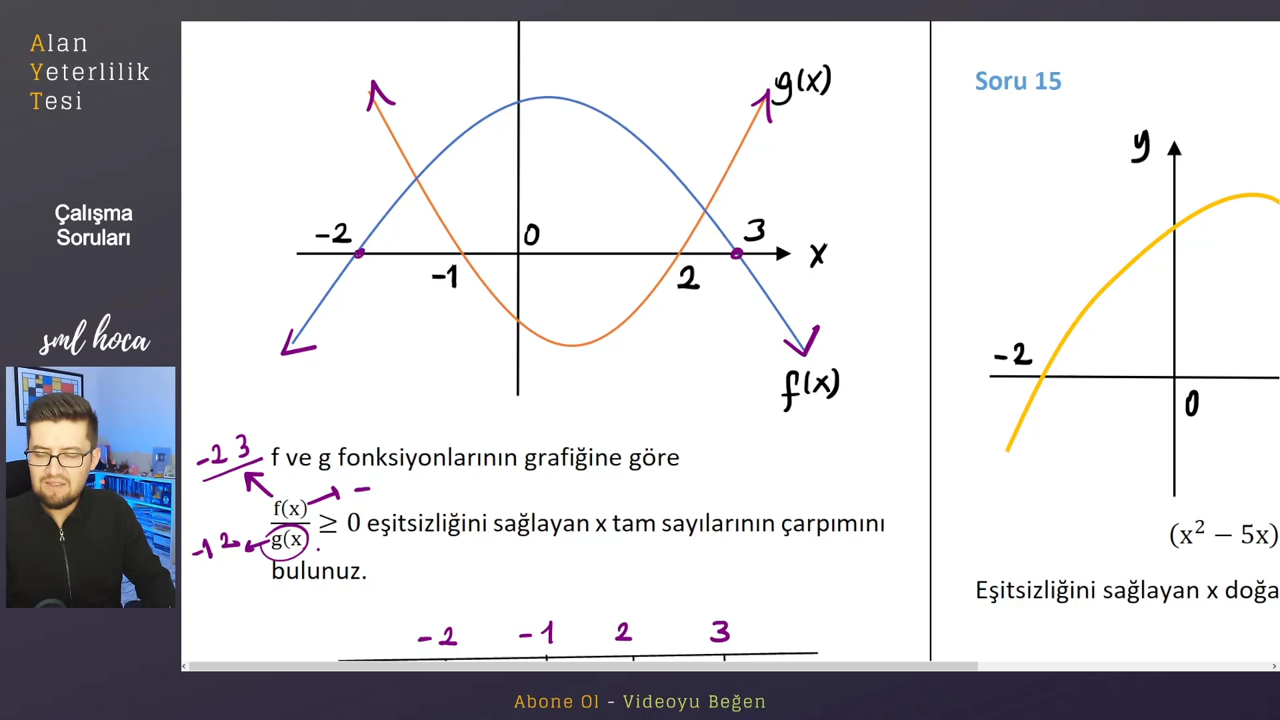 Alan
Yeterlilik
Tesi
Çalışma
Soruları
sml hoca
g(x)
-2
0
3
x
-1
2
f(x)
-2 3
f ve g fonksiyonlarının grafiğine göre
f(x)
-
≥ 0 eşitsizliğini sağlayan x tam sayılarının çarpımını
g(x
-1 2
bulunuz.
-2 -1 2 3
Soru 15
y
-2
0
(x² − 5x)
Eşitsizliğini sağlayan x doğa
Abone Ol - Videoyu Beğen